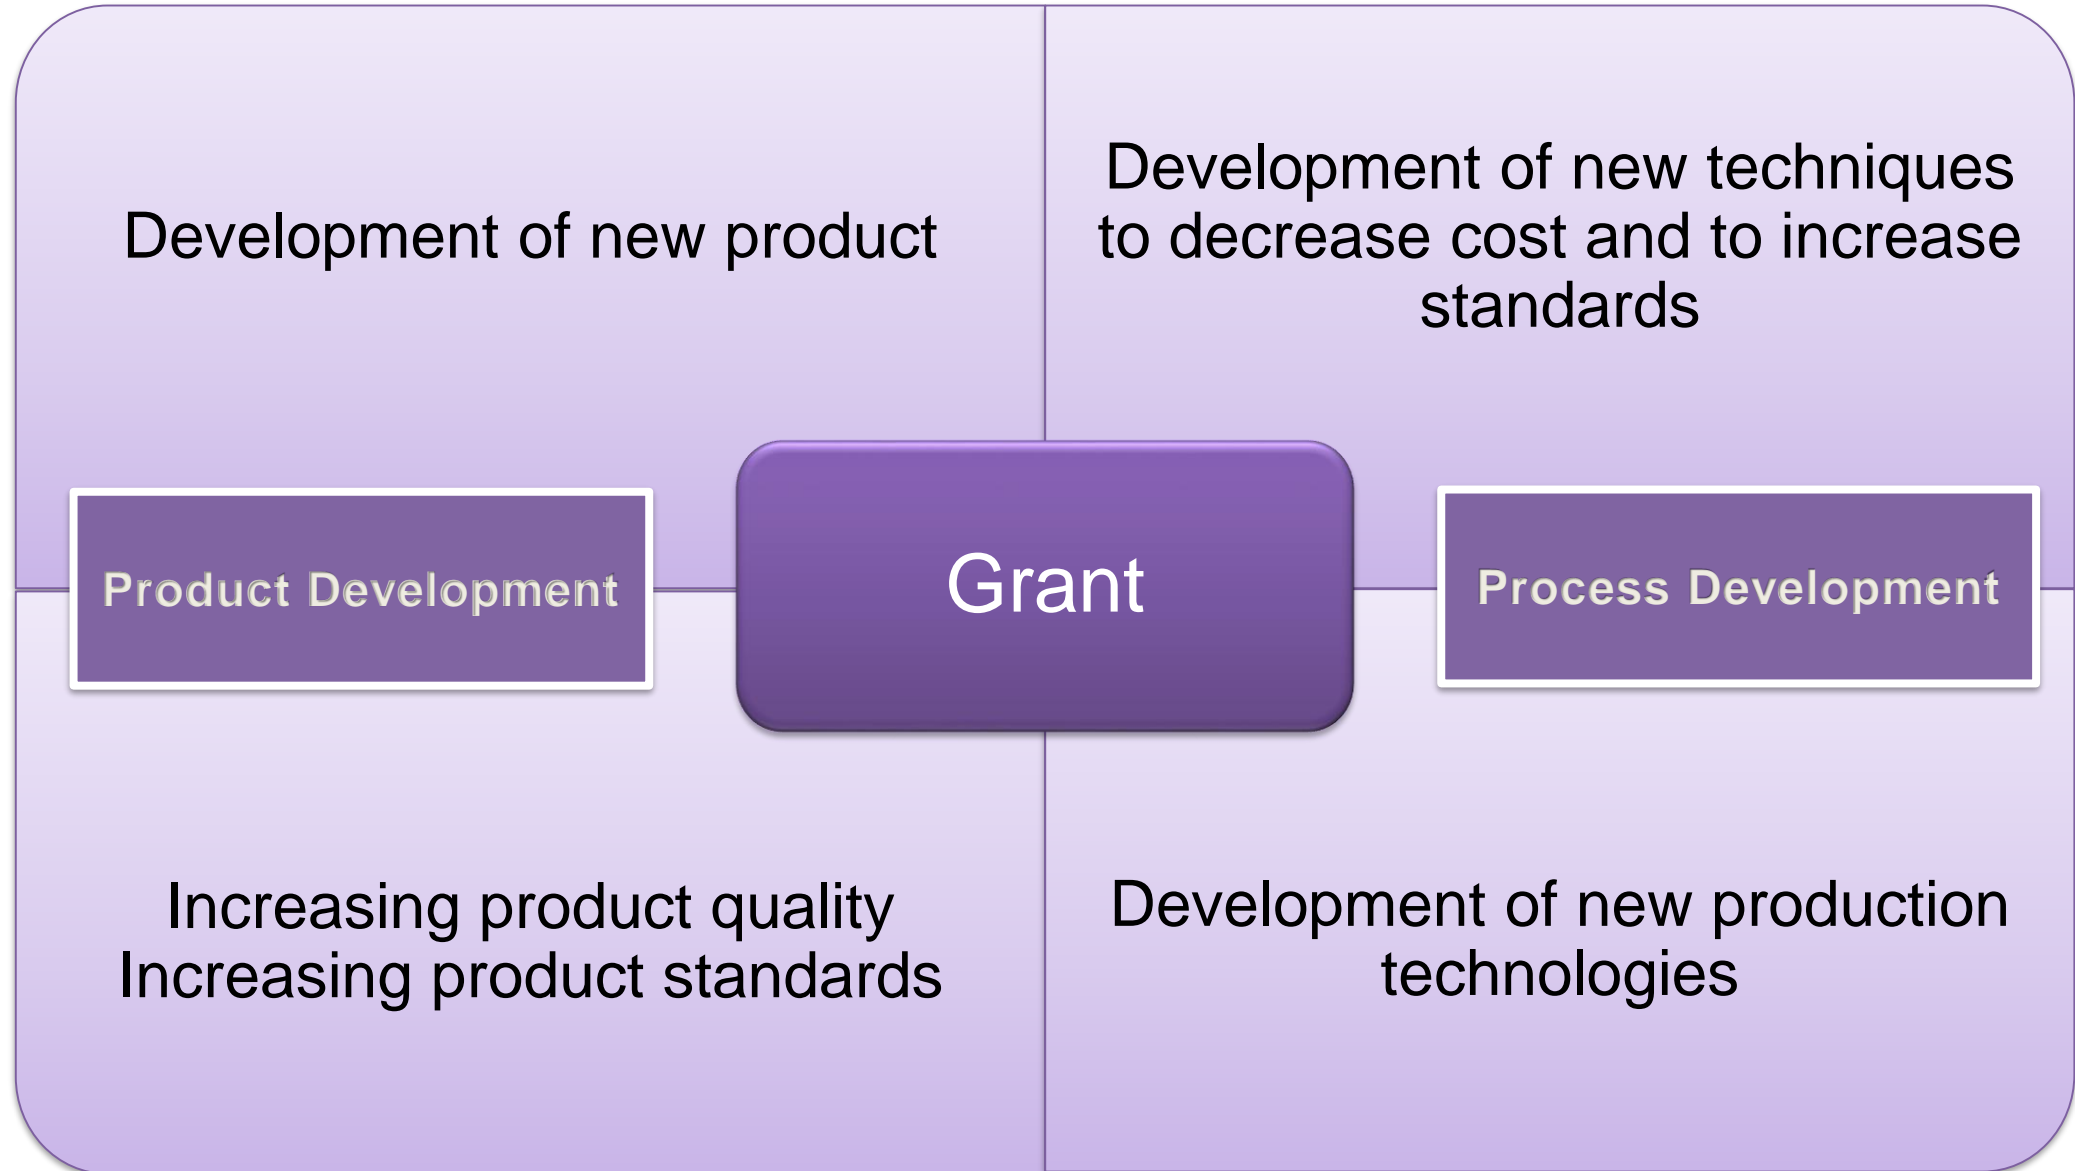 Development of new product
Development of new techniques
to decrease cost and to increase
standards
Product Development
Grant
Process Development
Increasing product quality
Increasing product standards
Development of new production
technologies